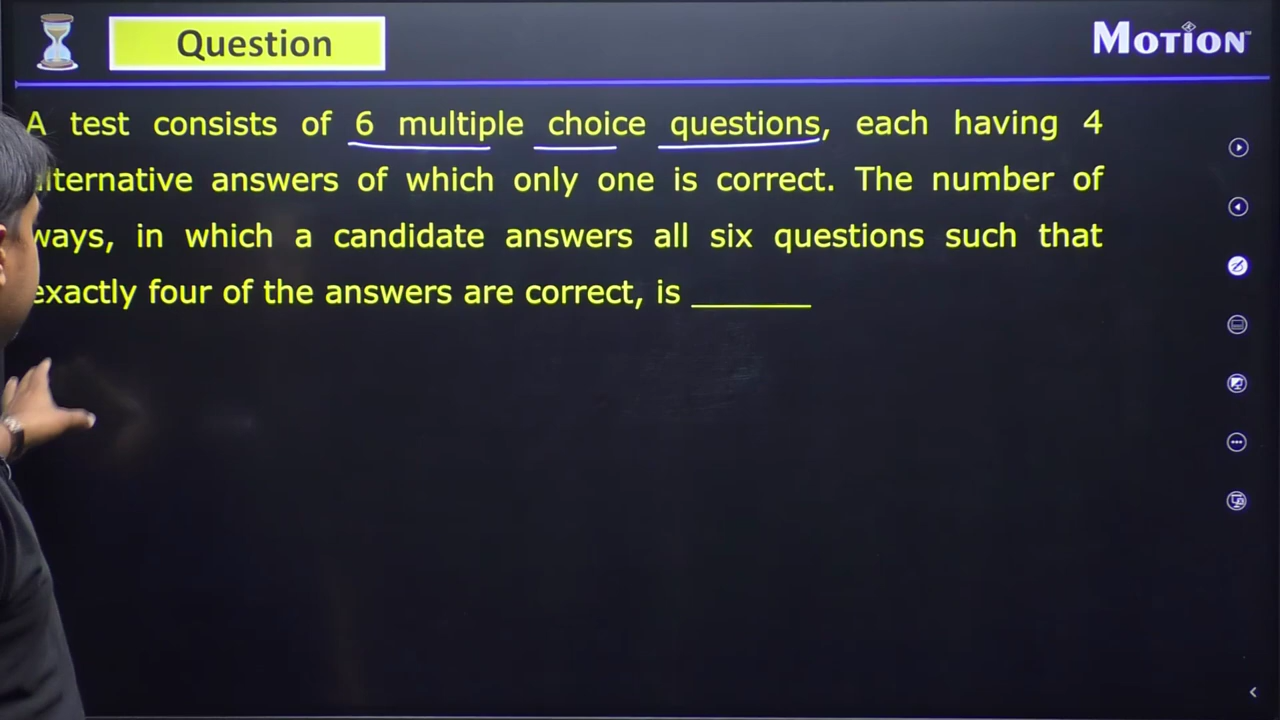 Question
MOTION
A test consists of 6 multiple choice questions, each having 4
alternative answers of which only one is correct. The number of
ways, in which a candidate answers all six questions such that
exactly four of the answers are correct, is ______